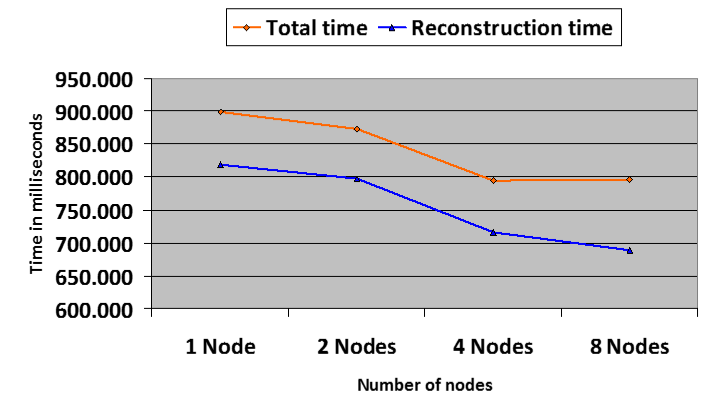 Total time Reconstruction time
950.000
900.000
850.000
800.000
750.000
700.000
650.000
600.000
Time in milliseconds
1 Node 2 Nodes 4 Nodes 8 Nodes
Number of nodes